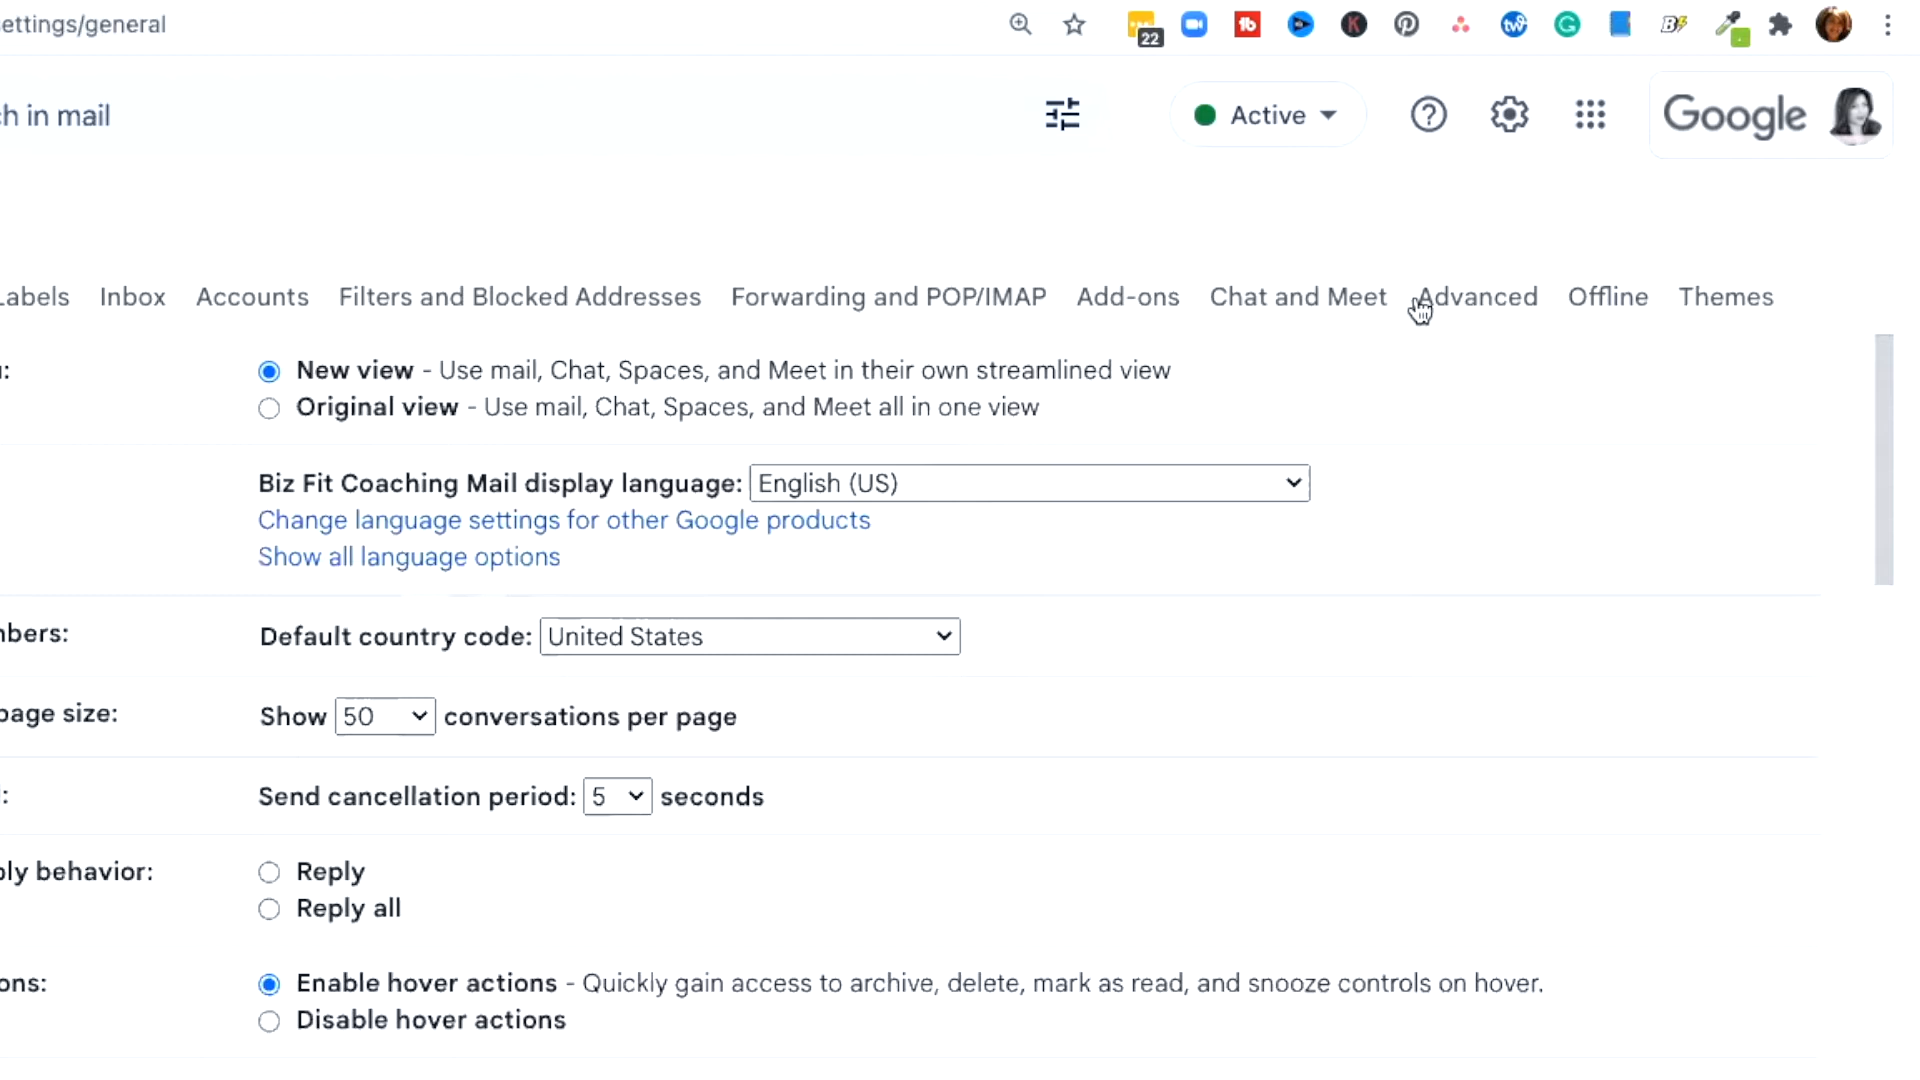 ettings/general
22
h in mail
Active
Google
Labels Inbox Accounts Filters and Blocked Addresses Forwarding and POP/IMAP Add-ons Chat and Meet Advanced Offline Themes
New view - Use mail, Chat, Spaces, and Meet in their own streamlined view
Original view - Use mail, Chat, Spaces, and Meet all in one view
Biz Fit Coaching Mail display language: English (US)
Change language settings for other Google products
Show all language options
Default country code: United States
page size: Show 50 conversations per page
Send cancellation period: 5 seconds
behavior: Reply
Reply all
ons: Enable hover actions - Quickly gain access to archive, delete, mark as read, and snooze controls on hover.
Disable hover actions